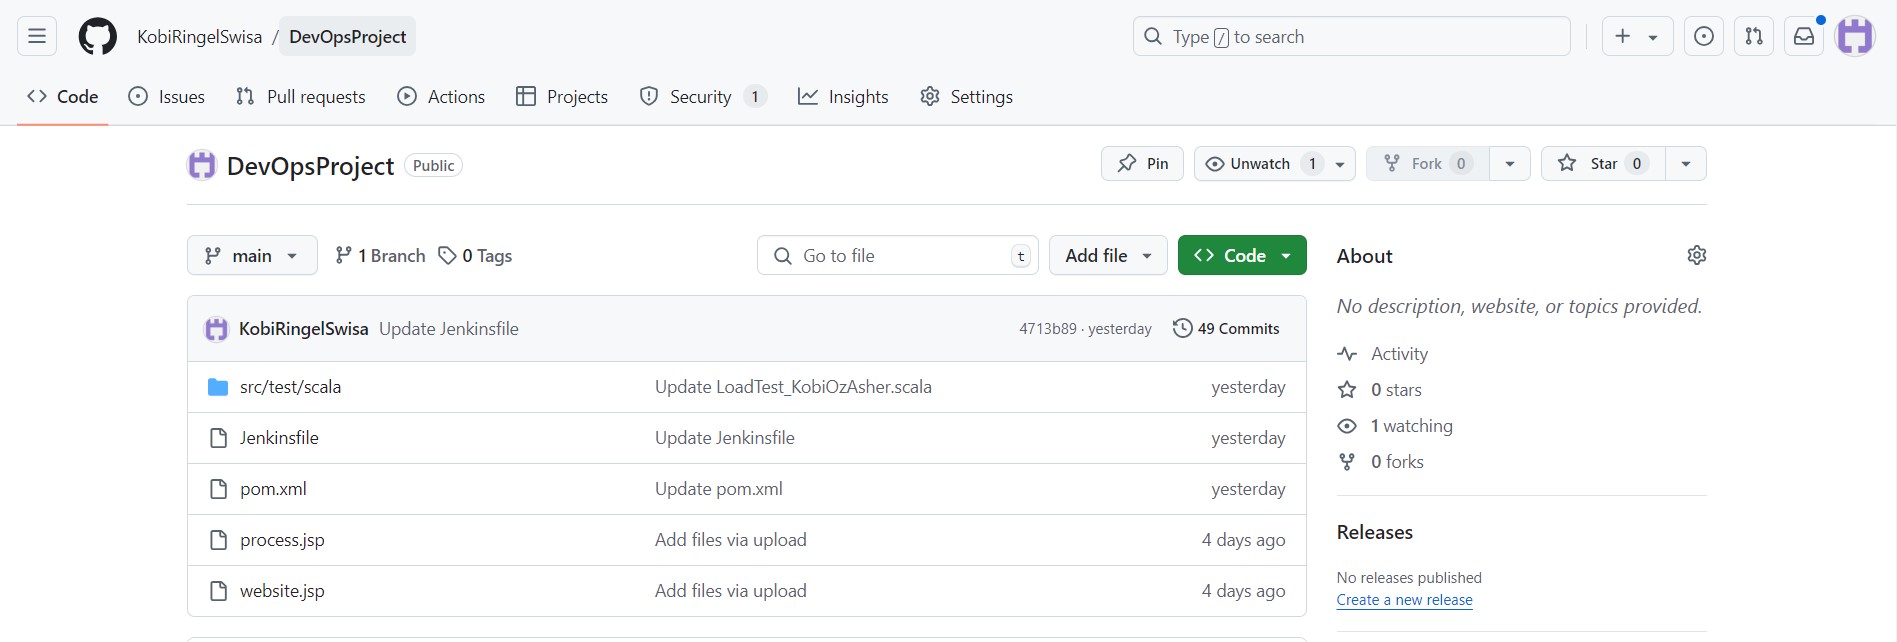 KobiRingelSwisa / DevOpsProject
Type / to search
Code Issues Pull requests Actions Projects Security 1 Insights Settings
DevOpsProject Public
Pin Unwatch 1 Fork 0 Star 0
main 1 Branch 0 Tags Go to file t Add file Code
KobiRingelSwisa Update Jenkinsfile 4713b89 · yesterday 49 Commits
src/test/scala Update LoadTest_KobiOzAsher.scala yesterday
Jenkinsfile Update Jenkinsfile yesterday
pom.xml Update pom.xml yesterday
process.jsp Add files via upload 4 days ago
website.jsp Add files via upload 4 days ago
About
No description, website, or topics provided.
Activity
0 stars
1 watching
0 forks
Releases
No releases published
Create a new release